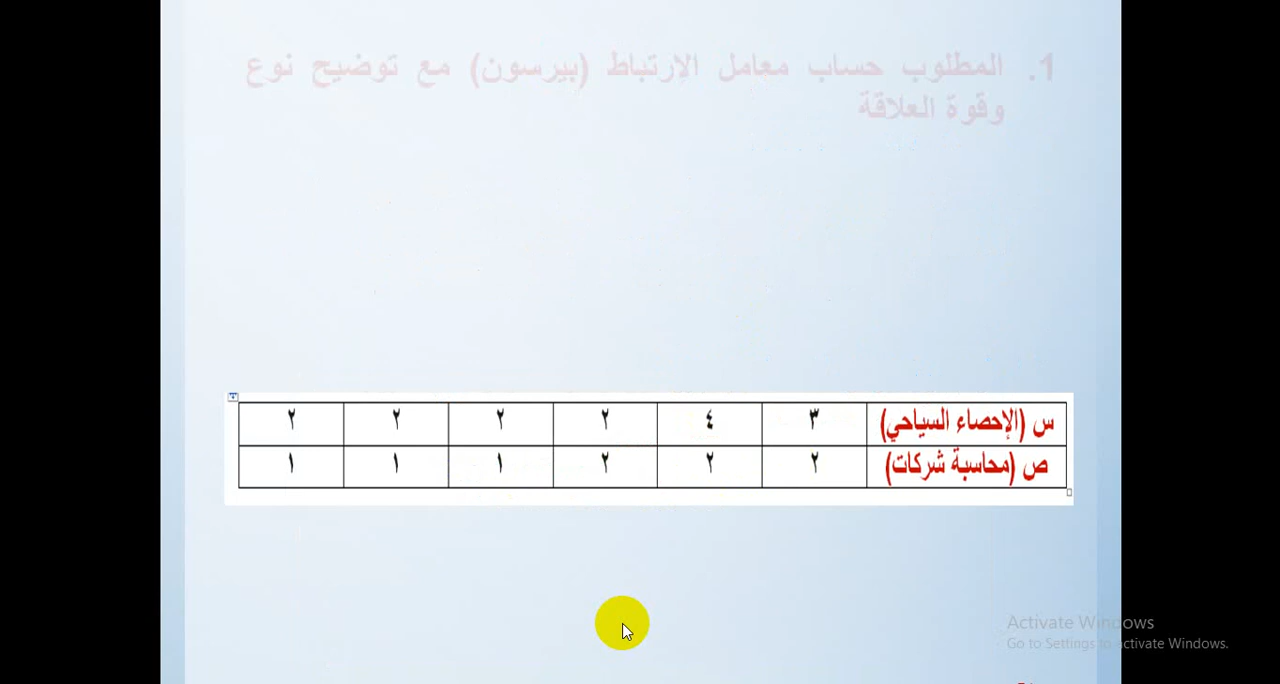 1. المطلوب حساب معامل الإرتباط (بيرسون) مع توضيح نوع
وقوة العلاقة
س (الإحصاء السياحي) ٣ ٤ ٢ ٢ ٢ ٢
ص (محاسبة شركات) ٢ ٢ ٢ ١ ١ ١
Activate Windows
Go to Settings to activate Windows.